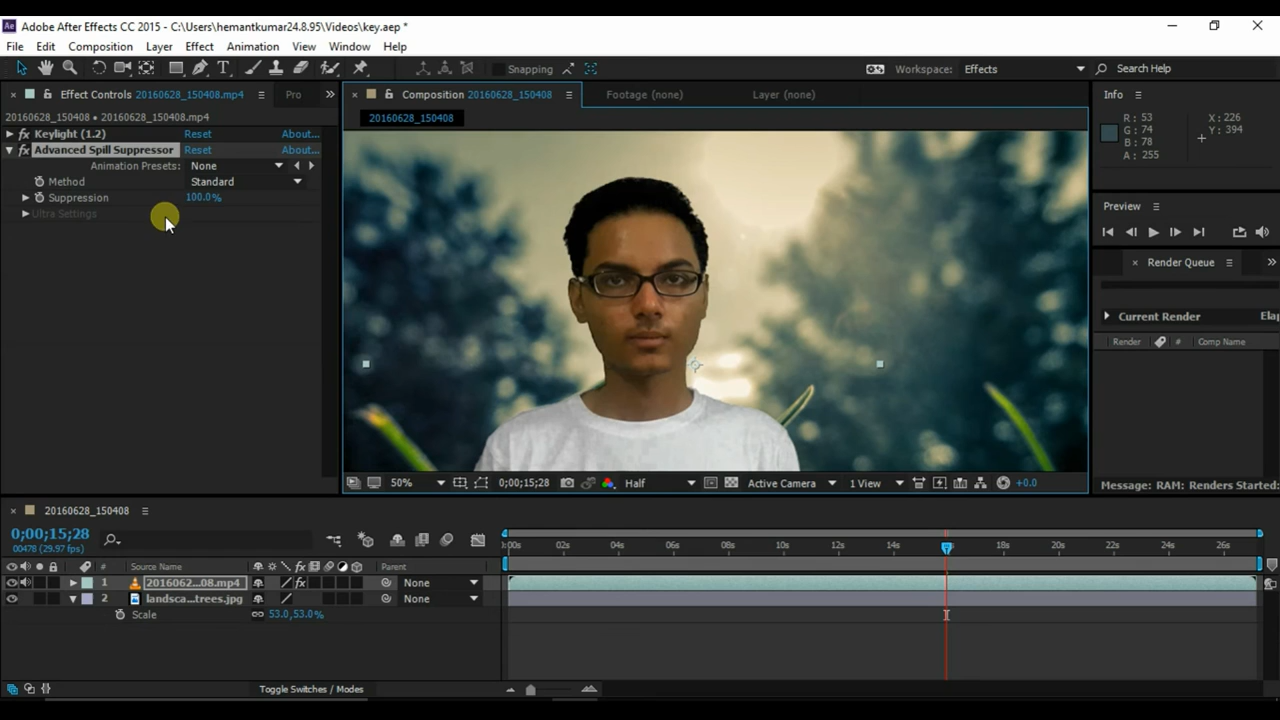 Ae Adobe After Effects CC 2015 - C:\Users\hemantkumar24.8.95\Videos\key.aep *
File Edit Composition Layer Effect Animation View Window Help
T Snapping Workspace: Effects Search Help
Effect Controls 20160628_150408.mp4 Pro
20160628_150408 • 20160628_150408.mp4
fx Keylight (1.2) Reset About...
fx Advanced Spill Suppressor Reset About...
Animation Presets: None
Method Standard
Suppression 100.0%
Ultra Settings
Composition 20160628_150408 Footage (none) Layer (none)
20160628_150408
50% 0;00;15;28 Half Active Camera 1 View +0.0
Info
R: 53 X: 226
G: 74 Y: 394
B: 78
A: 255
Preview
Render Queue
Current Render Ela
Render # Comp Name
Message: RAM: Renders Started:
20160628_150408
0;00;15;28
00478 (29.97 fps)
# Source Name fx Parent
1 2016062...08.mp4 fx None
2 landsca...trees.jpg None
Scale 53.0,53.0%
:00s 02s 04s 06s 08s 10s 12s 14s 18s 20s 22s 24s 26s
Toggle Switches / Modes